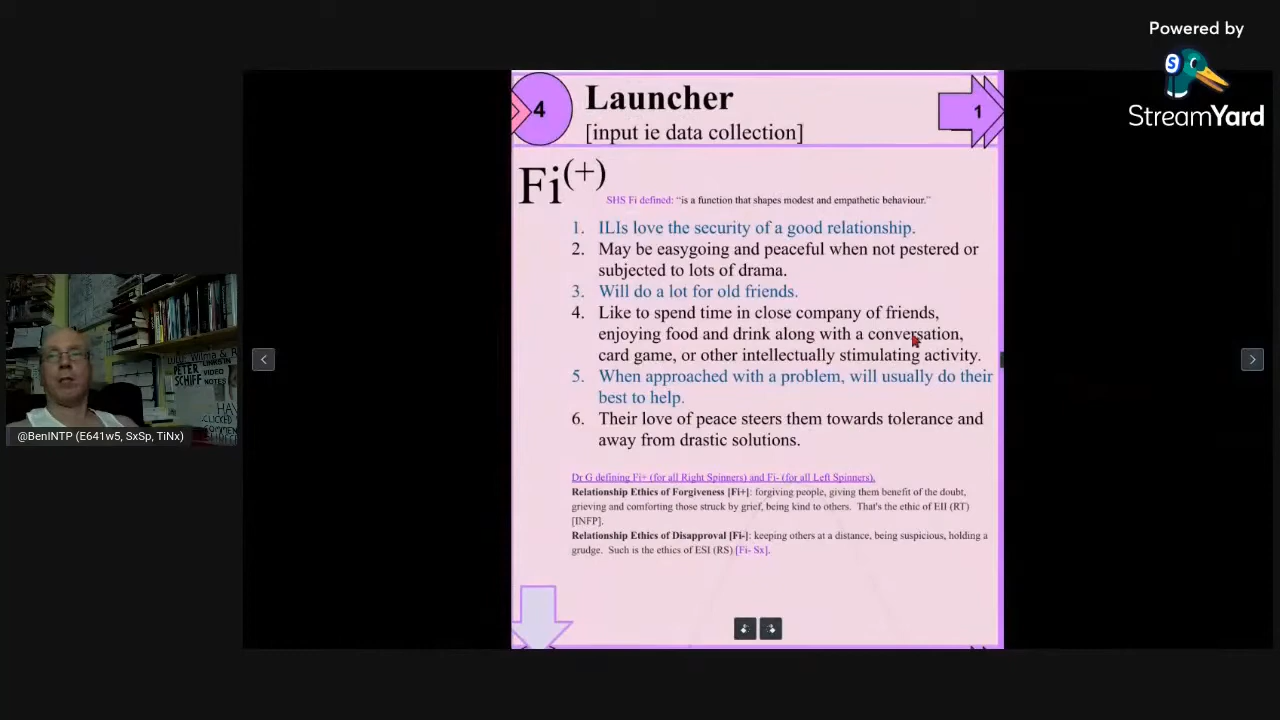 Powered by
StreamYard
4
Launcher
1
[input ie data collection]
Fi(+)
SHS Fi defined: “is a function that shapes modest and empathetic behaviour.”
1. ILIs love the security of a good relationship.
2. May be easygoing and peaceful when not pestered or
subjected to lots of drama.
3. Will do a lot for old friends.
4. Like to spend time in close company of friends,
enjoying food and drink along with a conversation,
card game, or other intellectually stimulating activity.
5. When approached with a problem, will usually do their
best to help.
6. Their love of peace steers them towards tolerance and
away from drastic solutions.
Dr G defining Fi+ (for all Right Spinners) and Fi- (for all Left Spinners).
Relationship Ethics of Forgiveness [Fi+]: forgiving people, giving them benefit of the doubt,
grieving and comforting those struck by grief, being kind to others. That's the ethic of EII (RT)
[INFP].
Relationship Ethics of Disapproval [Fi-]: keeping others at a distance, being suspicious, holding a
grudge. Such is the ethics of ESI (RS) [Fi- Sx].
PETER
SCHIFF
VIDEO
NOTES
@BenINTP (E641w5, SxSp, TiNx)